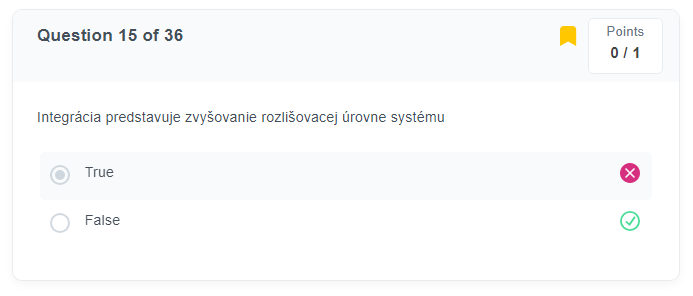 Question 15 of 36
Points
0 / 1
Integrácia predstavuje zvyšovanie rozlišovacej úrovne systému
True
False